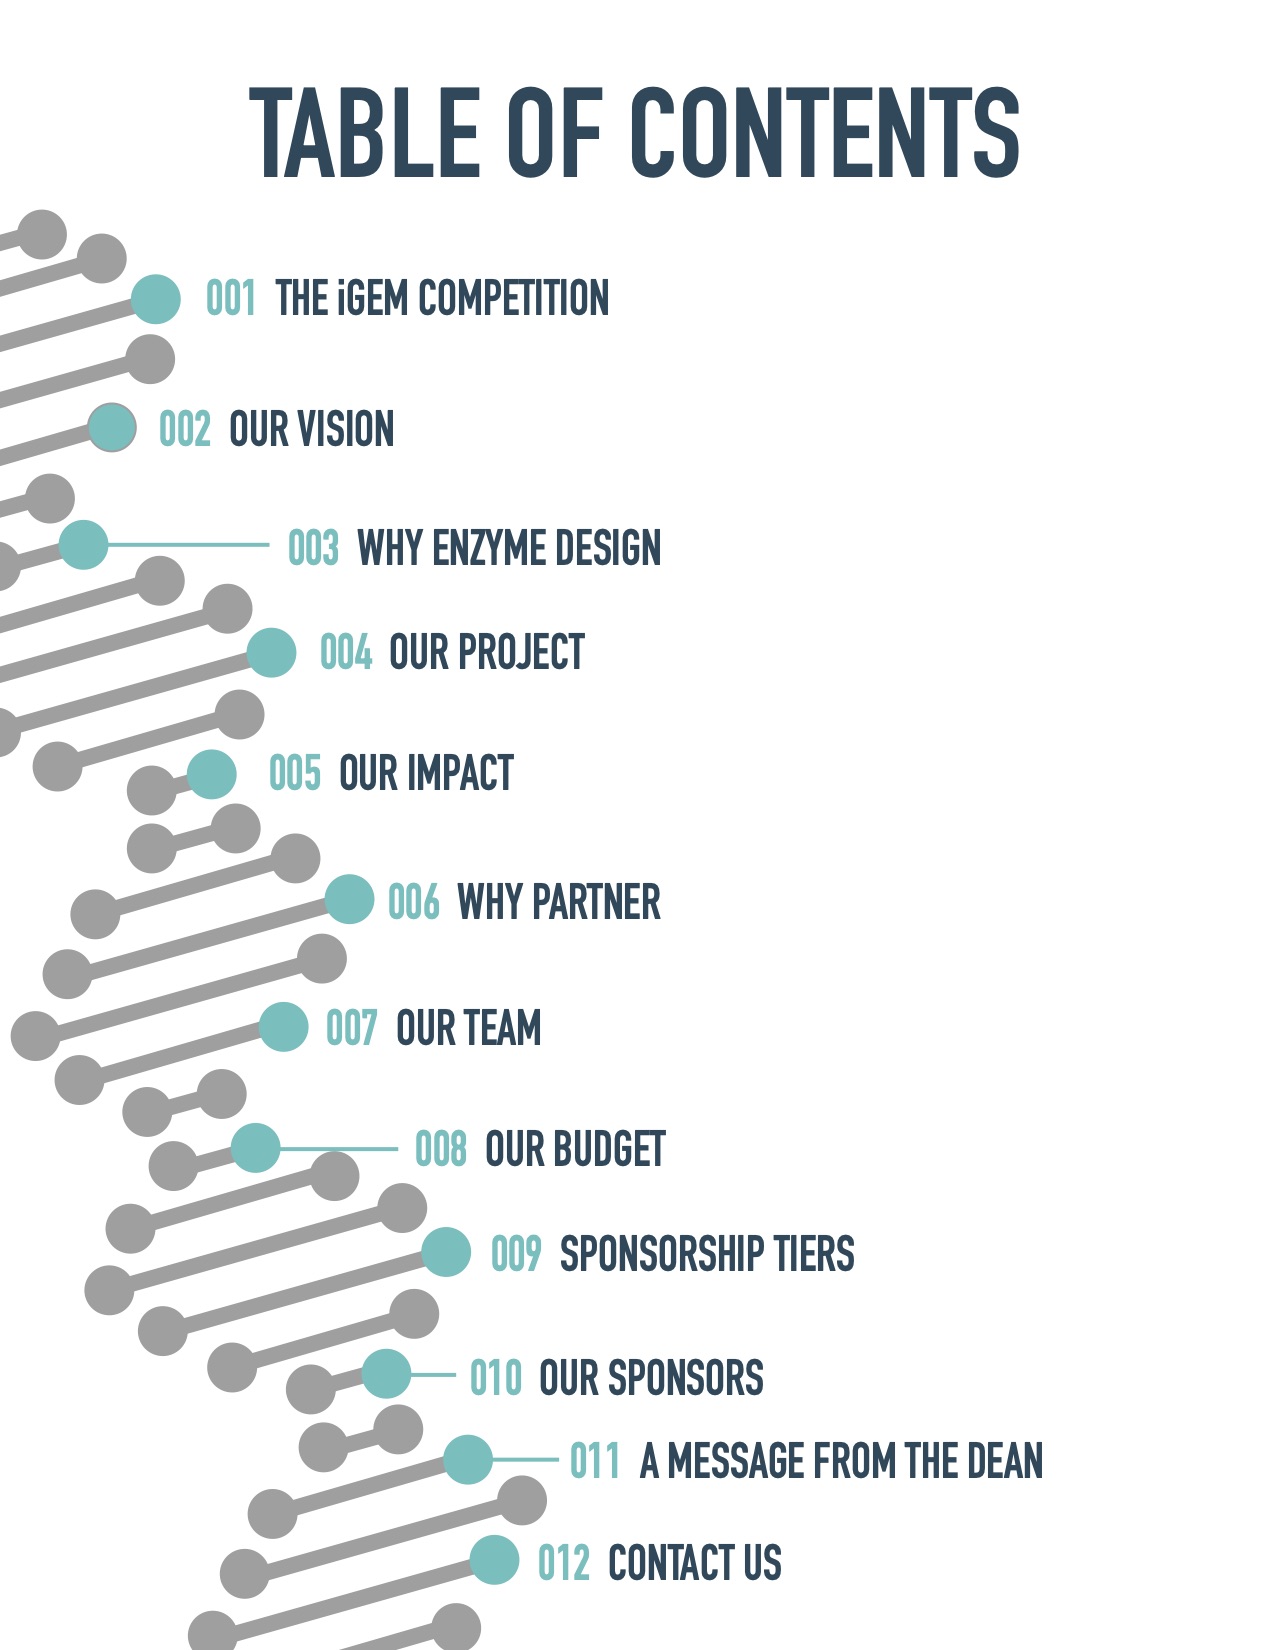 TABLE OF CONTENTS
001 THE iGEM COMPETITION
002 OUR VISION
003 WHY ENZYME DESIGN
004 OUR PROJECT
005 OUR IMPACT
006 WHY PARTNER
007 OUR TEAM
008 OUR BUDGET
009 SPONSORSHIP TIERS
010 OUR SPONSORS
011 A MESSAGE FROM THE DEAN
012 CONTACT US